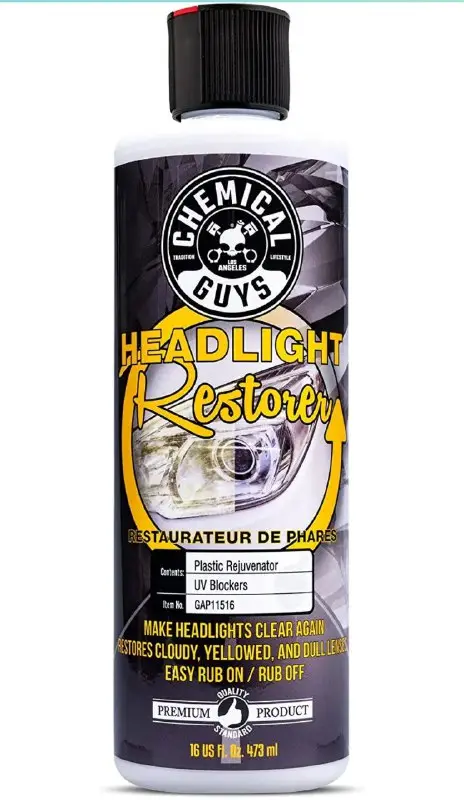 CHEMICAL
TRADITION
LOS
ANGELES
LIFESTYLE
GUYS
HEADLIGHT
Restorer
RESTAURATEUR DE PHARES
Contents: Plastic Rejuvenator
UV Blockers
Item No. GAP11516
MAKE HEADLIGHTS CLEAR AGAIN
RESTORES CLOUDY, YELLOWED, AND DULL LENSES
EASY RUB ON / RUB OFF
QUALITY
PREMIUM PRODUCT
STANDARD
16 US Fl. Oz. 473 ml